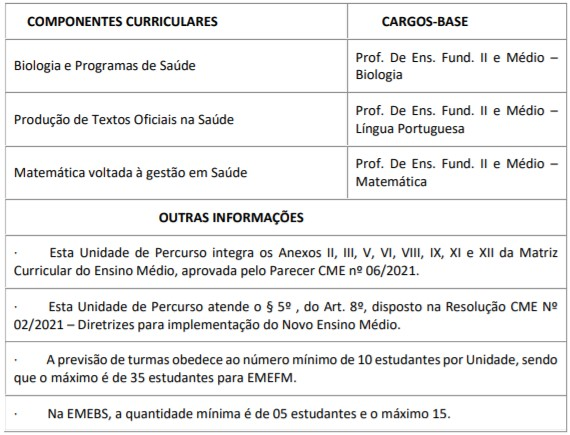 COMPONENTES CURRICULARES
CARGOS-BASE
Biologia e Programas de Saúde
Prof. De Ens. Fund. II e Médio –
Biologia
Produção de Textos Oficiais na Saúde
Prof. De Ens. Fund. II e Médio –
Língua Portuguesa
Matemática voltada à gestão em Saúde
Prof. De Ens. Fund. II e Médio –
Matemática
OUTRAS INFORMAÇÕES
· Esta Unidade de Percurso integra os Anexos II, III, V, VI, VIII, IX, XI e XII da Matriz
Curricular do Ensino Médio, aprovada pelo Parecer CME nº 06/2021.
· Esta Unidade de Percurso atende o § 5º , do Art. 8º, disposto na Resolução CME Nº
02/2021 – Diretrizes para implementação do Novo Ensino Médio.
· A previsão de turmas obedece ao número mínimo de 10 estudantes por Unidade, sendo
que o máximo é de 35 estudantes para EMEFM.
· Na EMEBS, a quantidade mínima é de 05 estudantes e o máximo 15.